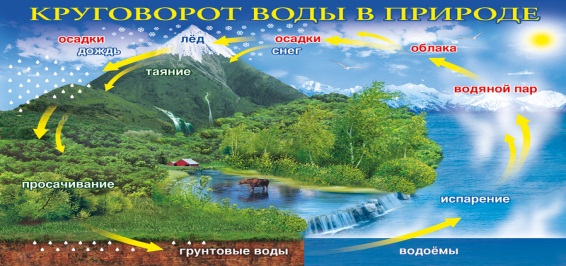 КРУГОВОРОТ ВОДЫ В ПРИРОДЕ
осадки
дождь
лёд
осадки
снег
облака
таяние
водяной пар
просачивание
испарение
грунтовые воды
водоёмы